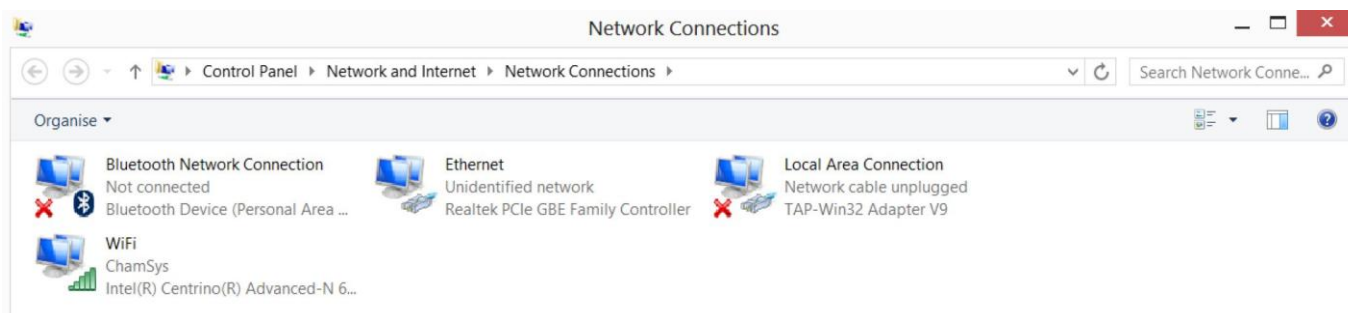 Network Connections
Control Panel Network and Internet Network Connections
Search Network Conne...
Organise
Bluetooth Network Connection
Not connected
Bluetooth Device (Personal Area ...
Ethernet
Unidentified network
Realtek PCIe GBE Family Controller
Local Area Connection
Network cable unplugged
TAP-Win32 Adapter V9
WiFi
ChamSys
Intel(R) Centrino(R) Advanced-N 6...